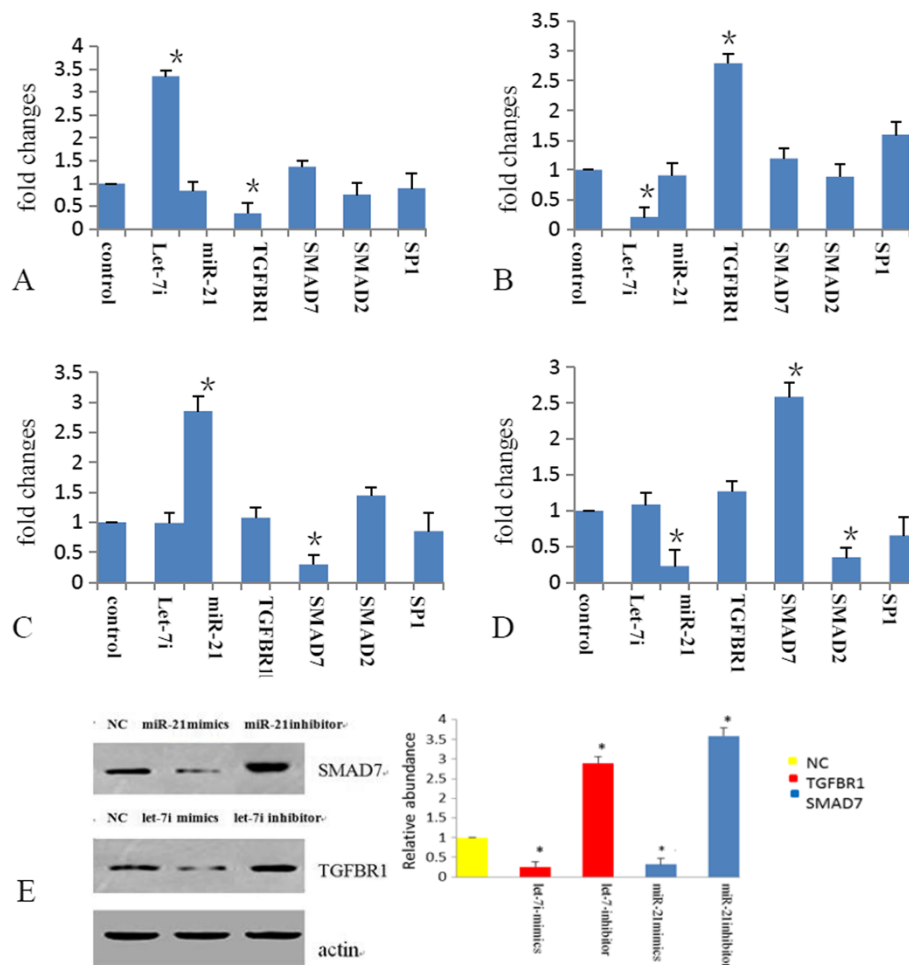 fold changes
4
3.5
3
2.5
2
1.5
1
0.5
0
*
*
control
Let-7i
miR-21
TGFBR1
SMAD7
SMAD2
SP1
A
fold changes
3.5
3
2.5
2
1.5
1
0.5
0
*
*
control
Let-7i
miR-21
TGFBR1
SMAD7
SMAD2
SP1
B
fold changes
3.5
3
2.5
2
1.5
1
0.5
0
*
*
control
Let-7i
miR-21
TGFBR1
SMAD7
SMAD2
SP1
C
fold changes
3
2.5
2
1.5
1
0.5
0
*
*
*
control
Let-7i
miR-21
TGFBR1
SMAD7
SMAD2
SP1
D
NC miR-21mimics miR-21inhibitor
SMAD7
NC let-7i mimics let-7i inhibitor
TGFBR1
actin
E
Relative abundance
4
3.5
3
2.5
2
1.5
1
0.5
0
*
*
*
*
let-7i-mimics
let-7-inhibitor
miR-21mimics
miR-21inhibitor
NC
TGFBR1
SMAD7